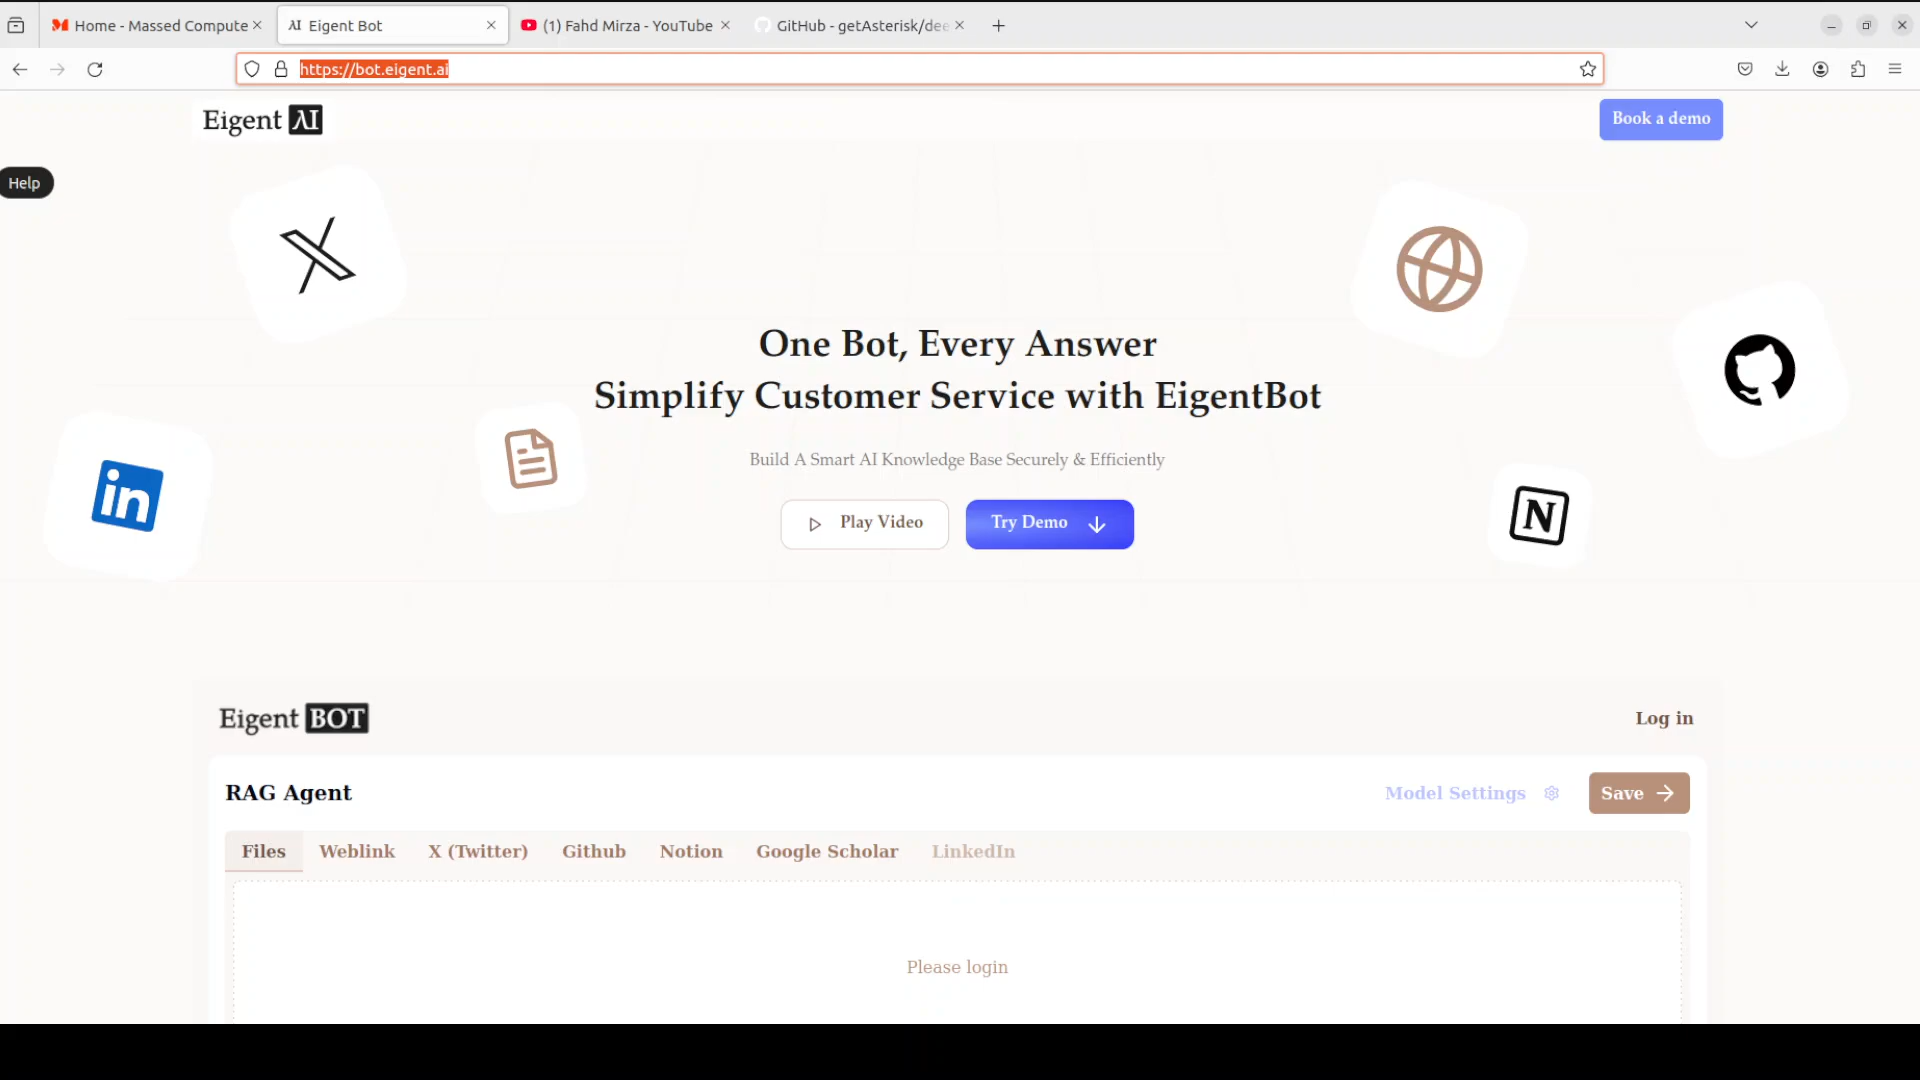 Home - Massed Compute
Eigent Bot
(1) Fahd Mirza - YouTube
GitHub - getAsterisk/dee
https://bot.eigent.ai
Eigent AI
Book a demo
Help
One Bot, Every Answer
Simplify Customer Service with EigentBot
Build A Smart AI Knowledge Base Securely & Efficiently
Play Video
Try Demo
Eigent BOT
Log in
RAG Agent
Model Settings
Save
Files
Weblink
X (Twitter)
Github
Notion
Google Scholar
LinkedIn
Please login